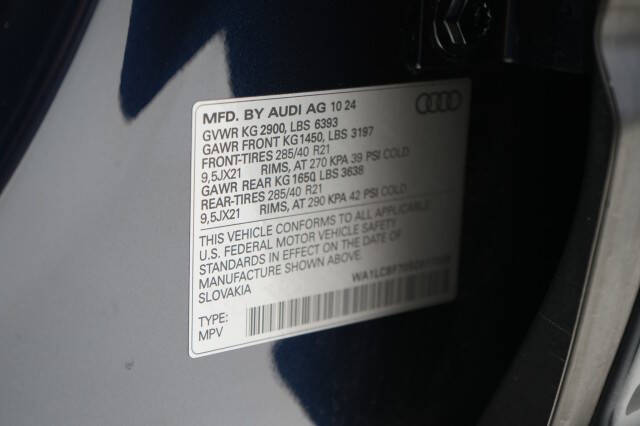 MFD. BY AUDI AG 10 24
GVWR KG 2900, LBS 6393
GAWR FRONT KG 1450, LBS 3197
FRONT-TIRES 285/40 R21
9,5JX21 RIMS, AT 270 KPA 39 PSI COLD
GAWR REAR KG 1650, LBS 3638
REAR-TIRES 285/40 R21
9,5JX21 RIMS, AT 290 KPA 42 PSI COLD
THIS VEHICLE CONFORMS TO ALL APPLICABLE
U.S. FEDERAL MOTOR VEHICLE SAFETY
STANDARDS IN EFFECT ON THE DATE OF
MANUFACTURE SHOWN ABOVE.
SLOVAKIA
TYPE:
MPV